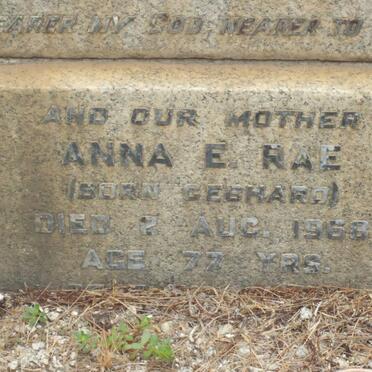 EARER MY GOD, NEARER TO
AND OUR MOTHER
ANNA E. RAE
(BORN GEBHARD)
DIED 2 AUG. 1968
AGE 77 YRS.